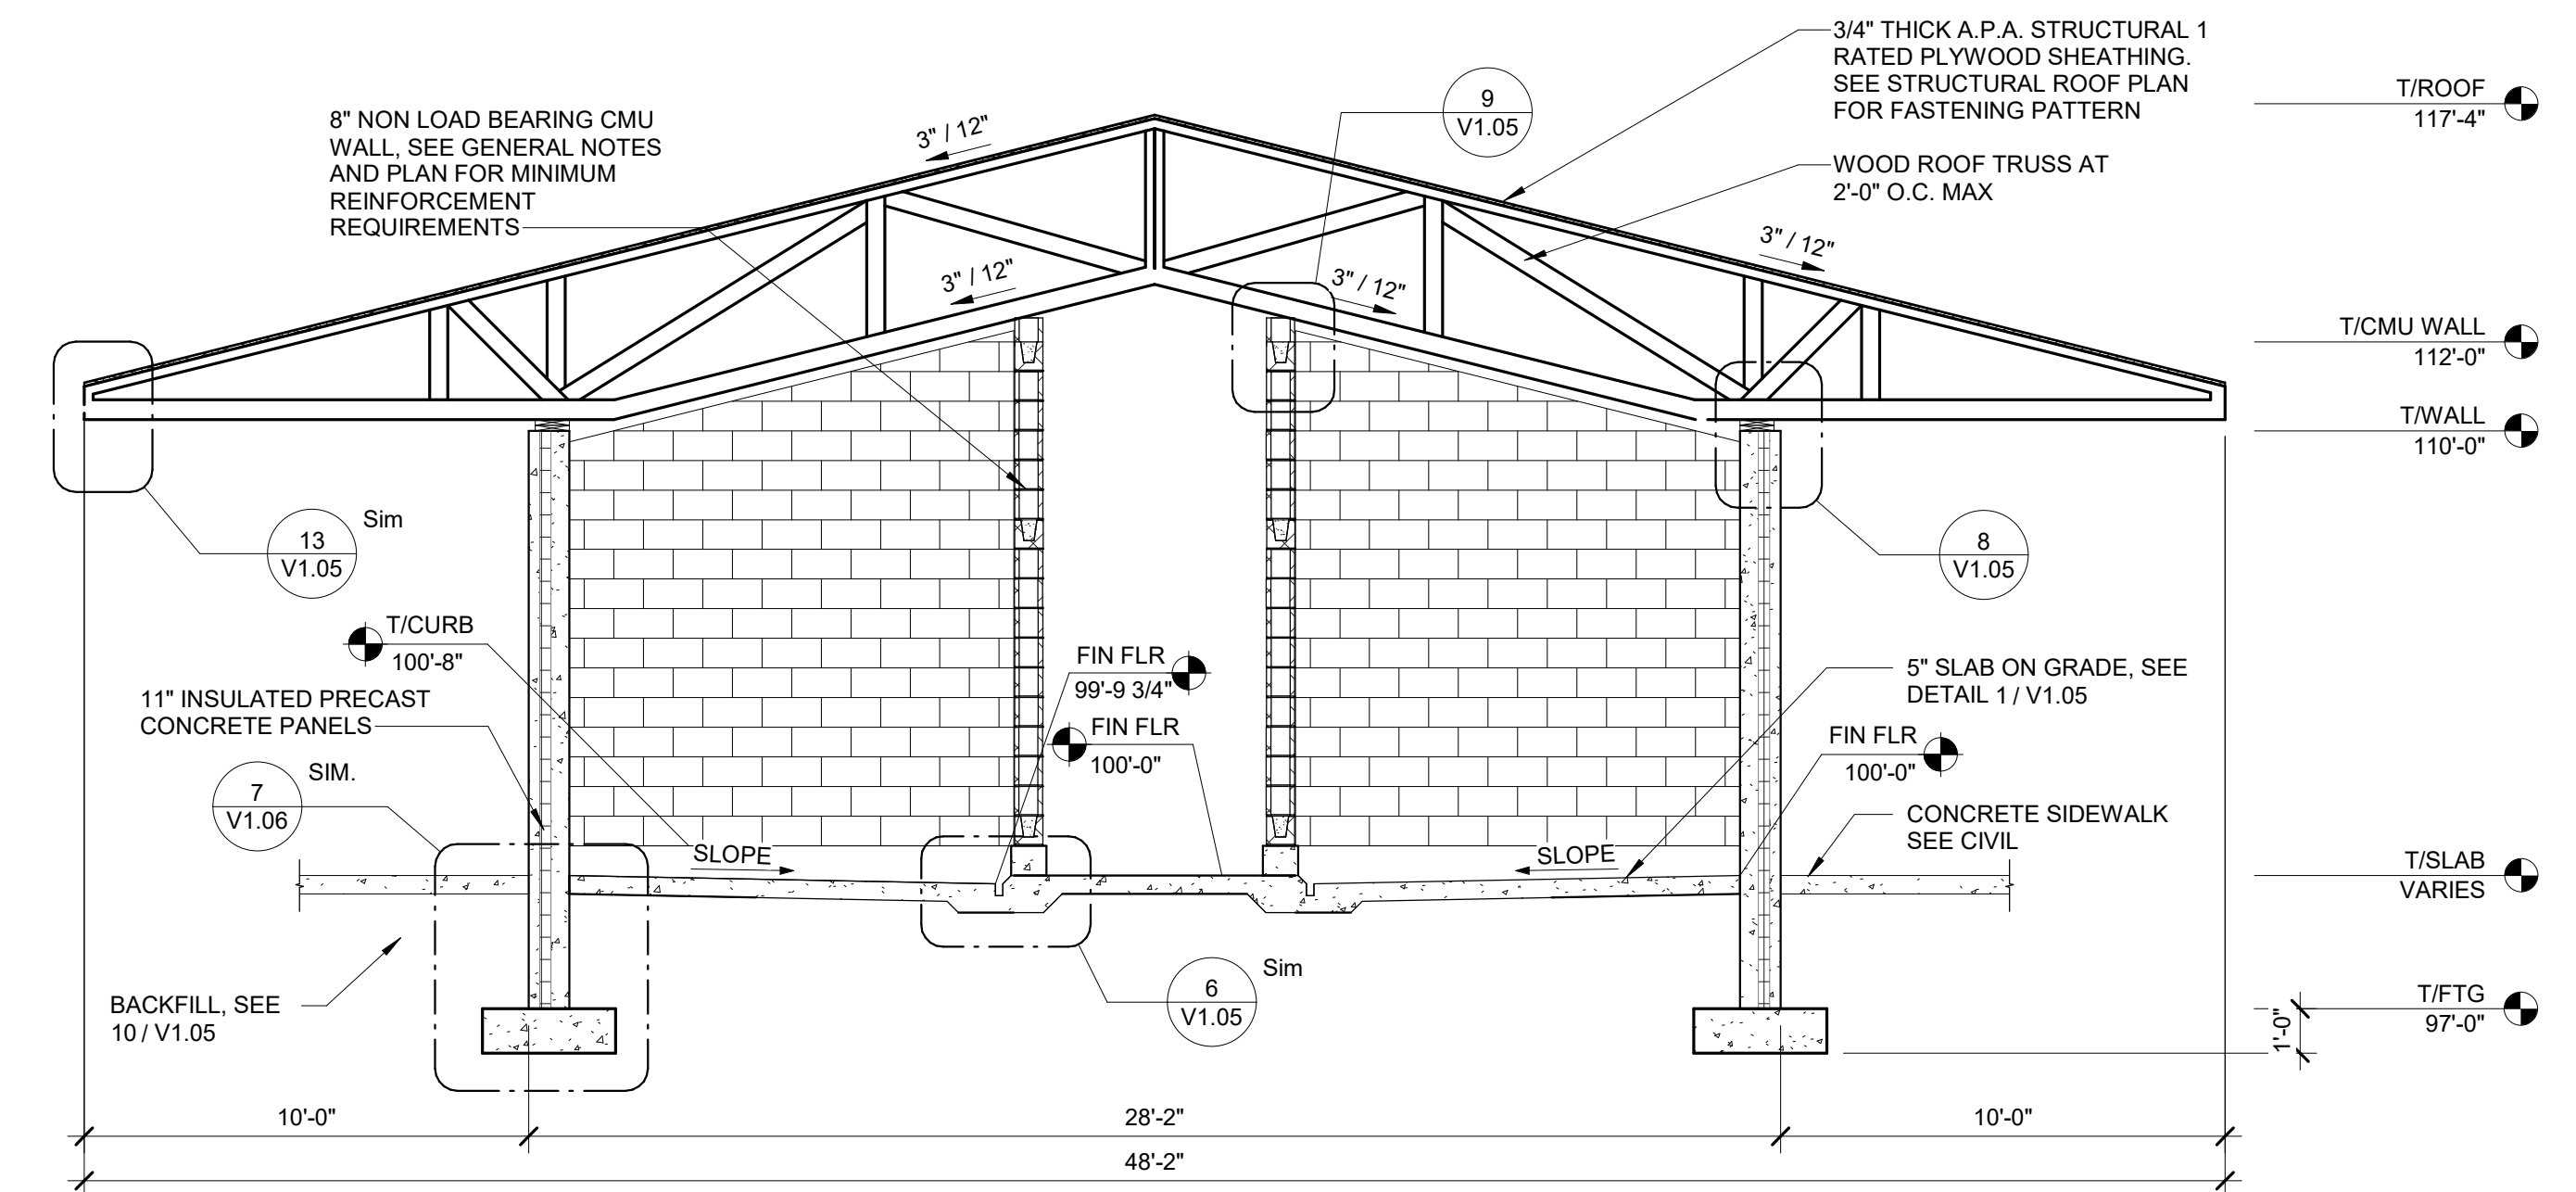 3/4" THICK A.P.A. STRUCTURAL 1
RATED PLYWOOD SHEATHING.
SEE STRUCTURAL ROOF PLAN
FOR FASTENING PATTERN
WOOD ROOF TRUSS AT
2'-0" O.C. MAX
8" NON LOAD BEARING CMU
WALL, SEE GENERAL NOTES
AND PLAN FOR MINIMUM
REINFORCEMENT
REQUIREMENTS
9
V1.05
3" / 12"
3" / 12"
3" / 12"
3" / 12"
T/ROOF
117'-4"
T/CMU WALL
112'-0"
T/WALL
110'-0"
Sim
13
V1.05
8
V1.05
T/CURB
100'-8"
11" INSULATED PRECAST
CONCRETE PANELS
SIM.
7
V1.06
FIN FLR
99'-9 3/4"
FIN FLR
100'-0"
5" SLAB ON GRADE, SEE
DETAIL 1 / V1.05
FIN FLR
100'-0"
CONCRETE SIDEWALK
SEE CIVIL
SLOPE
SLOPE
T/SLAB
VARIES
BACKFILL, SEE
10 / V1.05
Sim
6
V1.05
T/FTG
97'-0"
1'-0"
10'-0"
28'-2"
10'-0"
48'-2"